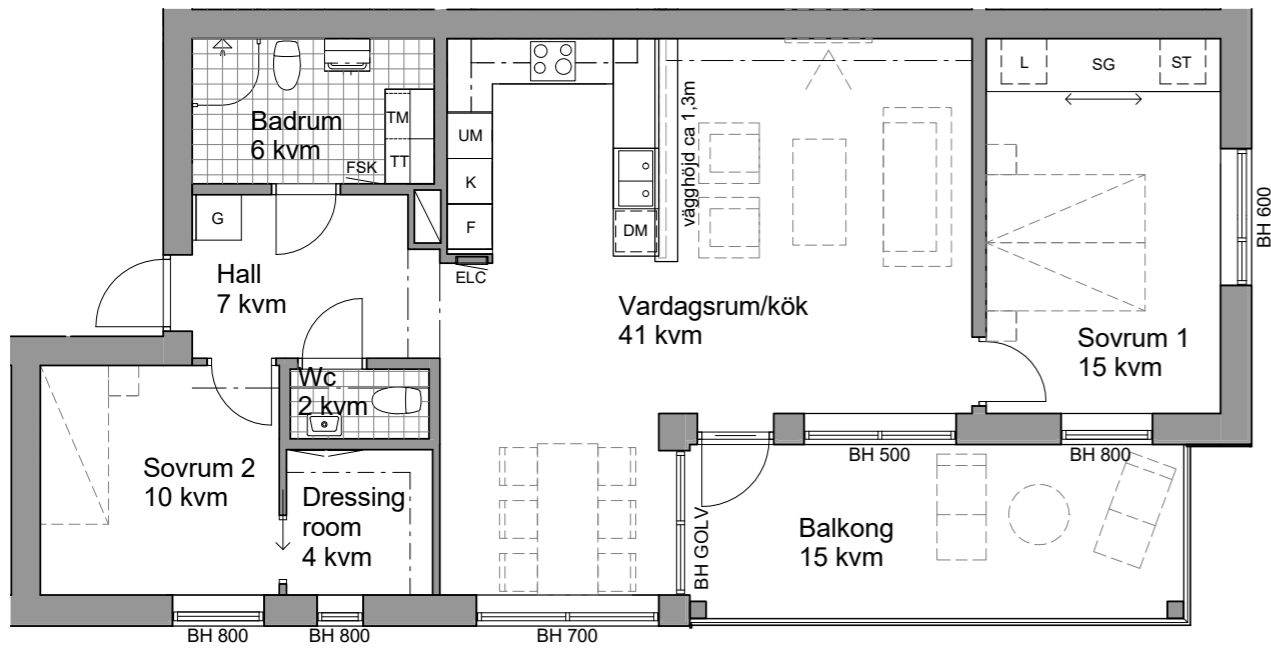 L
SG
ST
Badrum
6 kvm
TM
TT
FSK
UM
K
F
ELC
DM
vägghöjd ca 1,3m
G
Hall
7 kvm
Vardagsrum/kök
41 kvm
Sovrum 1
15 kvm
BH 600
Wc
2 kvm
Sovrum 2
10 kvm
Dressing
room
4 kvm
BH 500
BH 800
BH GOLV
Balkong
15 kvm
BH 800
BH 800
BH 700